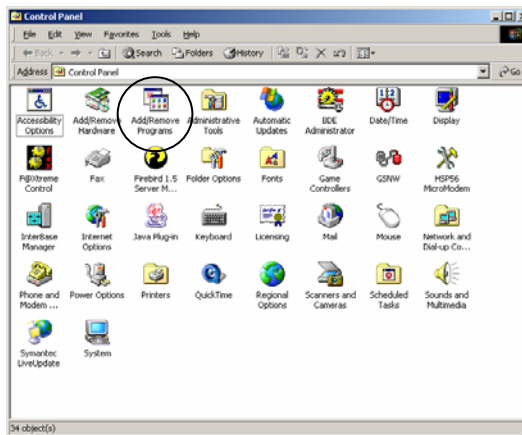 Control Panel
File Edit View Favorites Tools Help
Back Search Folders History
Address Control Panel Go
Accessibility Options
Add/Remove Hardware
Add/Remove Programs
Administrative Tools
Automatic Updates
BDE Administrator
Date/Time
Display
F@Xtreme Control
Fax
Firebird 1.5 Server M...
Folder Options
Fonts
Game Controllers
GSNW
HSP56 MicroModem
InterBase Manager
Internet Options
Java Plug-in
Keyboard
Licensing
Mail
Mouse
Network and Dial-up Co...
Phone and Modem ...
Power Options
Printers
QuickTime
Regional Options
Scanners and Cameras
Scheduled Tasks
Sounds and Multimedia
Symantec LiveUpdate
System
34 object(s)